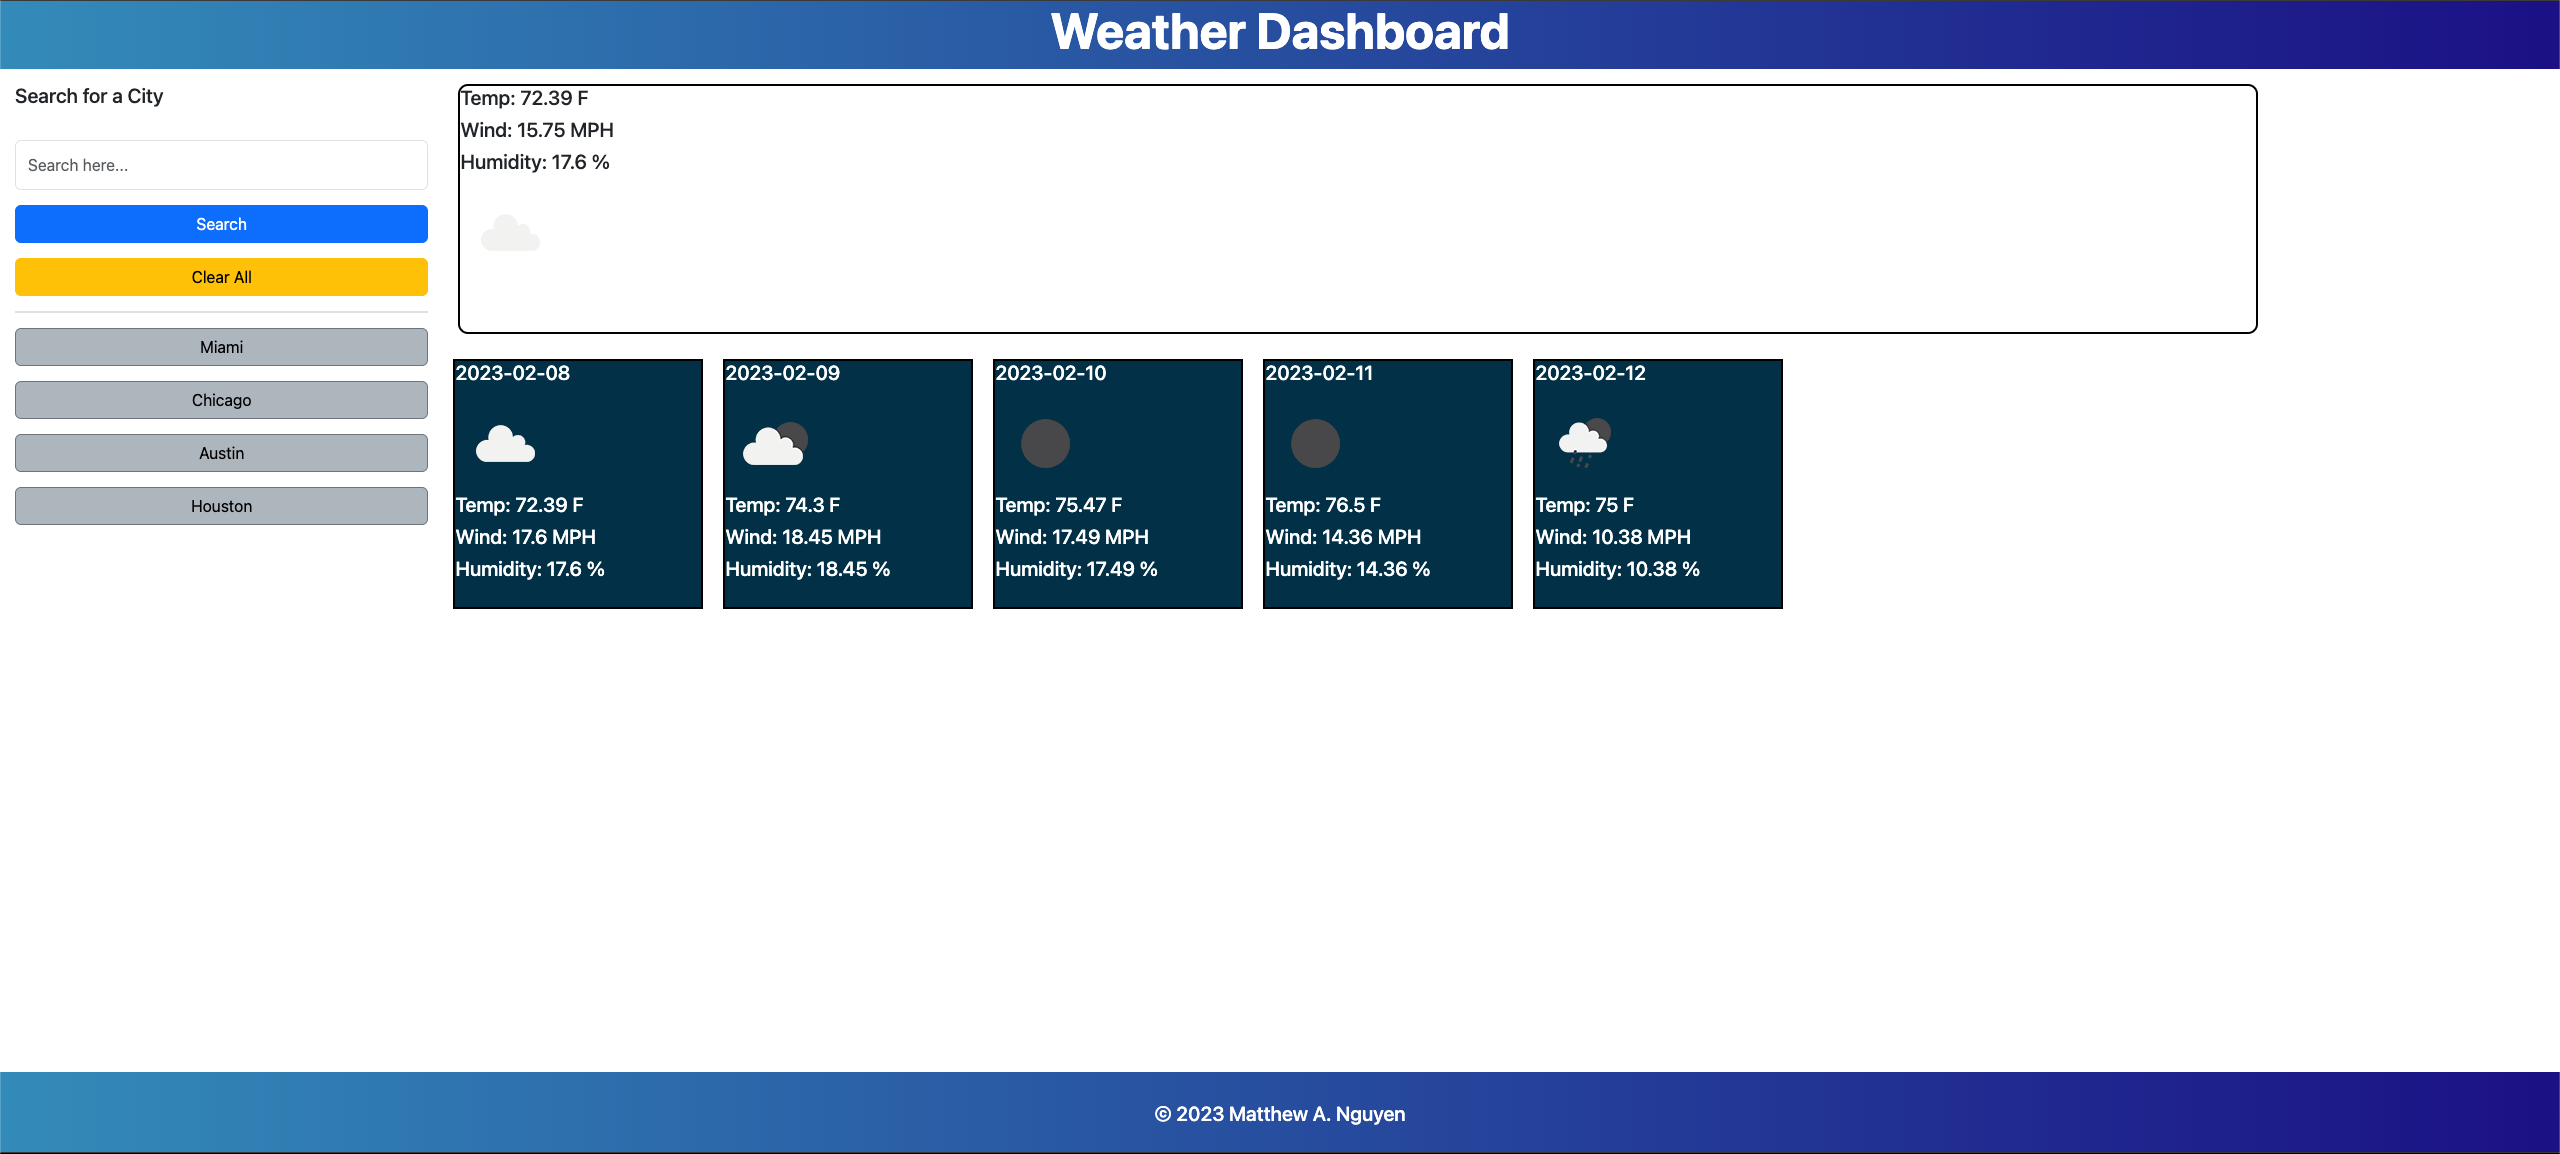 Weather Dashboard
Search for a City
Search here...
Search
Clear All
Miami
Chicago
Austin
Houston
Temp: 72.39 F
Wind: 15.75 MPH
Humidity: 17.6 %
2023-02-08
Temp: 72.39 F
Wind: 17.6 MPH
Humidity: 17.6 %
2023-02-09
Temp: 74.3 F
Wind: 18.45 MPH
Humidity: 18.45 %
2023-02-10
Temp: 75.47 F
Wind: 17.49 MPH
Humidity: 17.49 %
2023-02-11
Temp: 76.5 F
Wind: 14.36 MPH
Humidity: 14.36 %
2023-02-12
Temp: 75 F
Wind: 10.38 MPH
Humidity: 10.38 %
© 2023 Matthew A. Nguyen